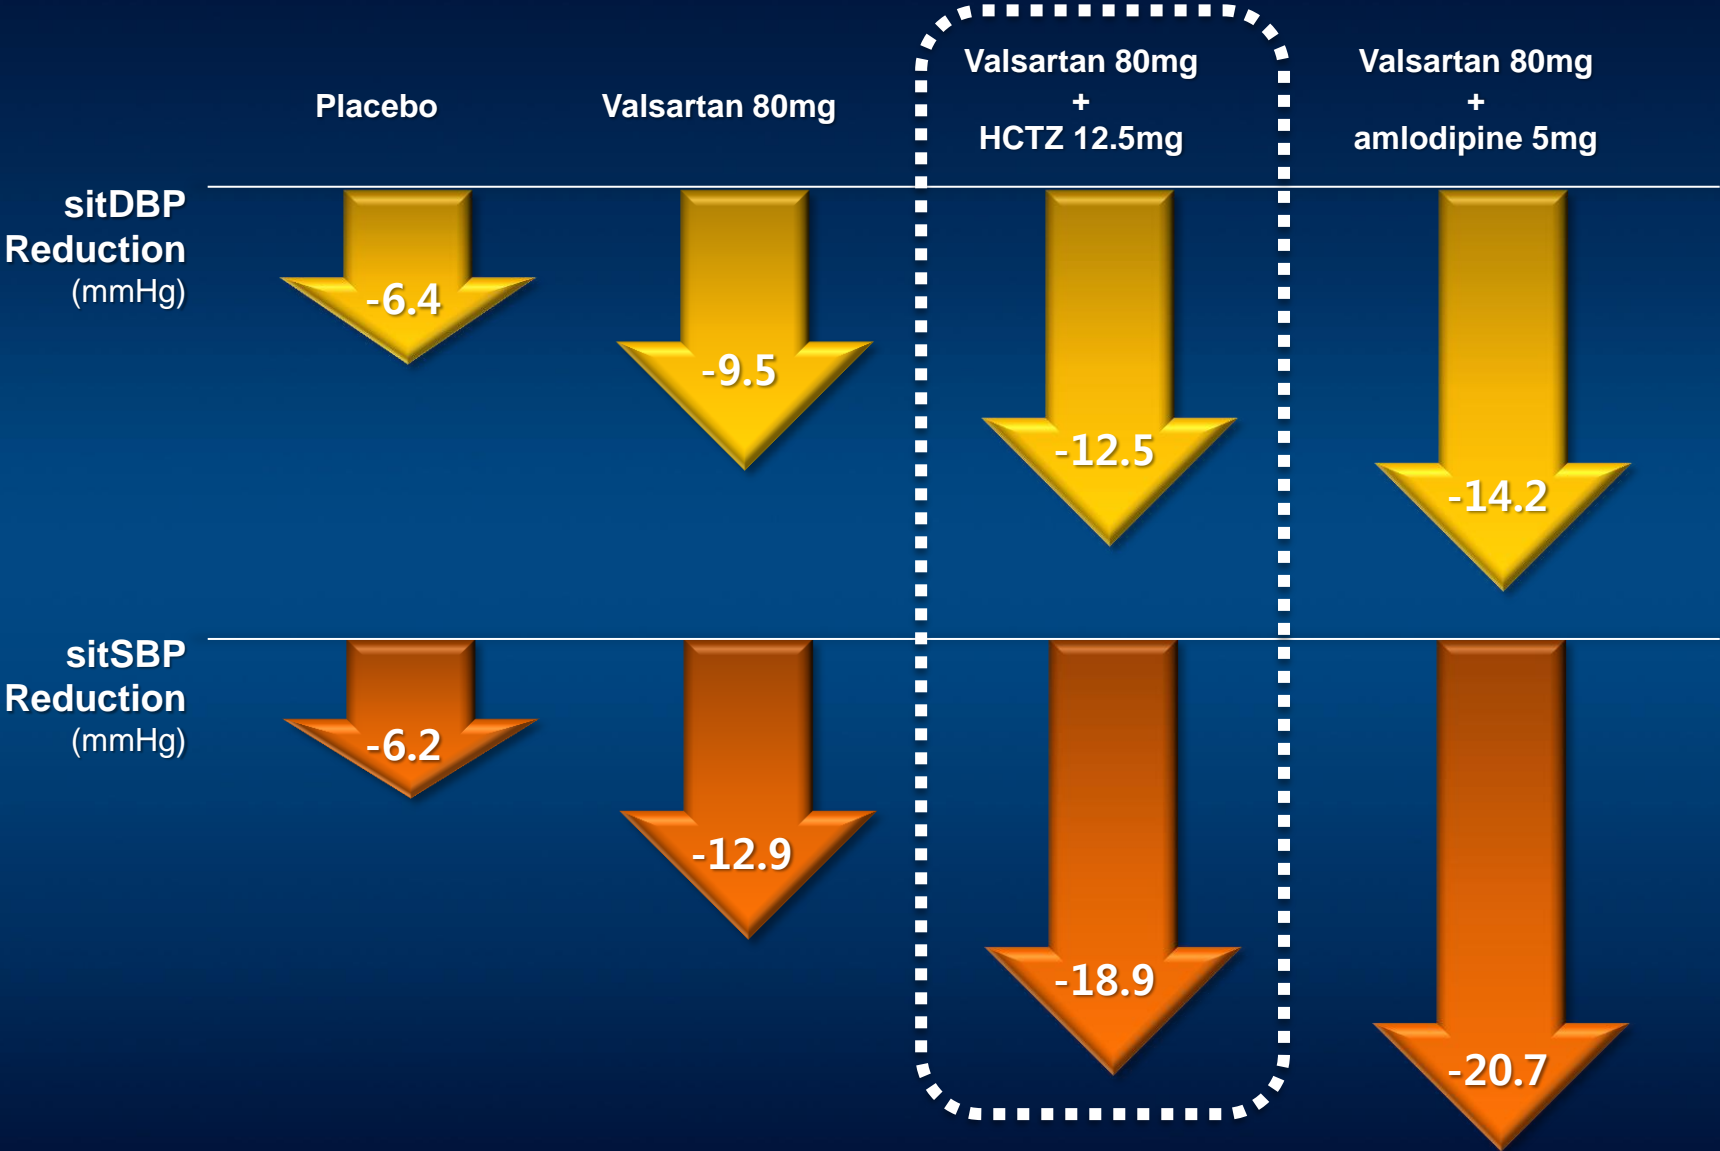 Placebo
Valsartan 80mg
Valsartan 80mg
+
HCTZ 12.5mg
Valsartan 80mg
+
amlodipine 5mg
sitDBP
Reduction
(mmHg)
-6.4
-9.5
-12.5
-14.2
sitSBP
Reduction
(mmHg)
-6.2
-12.9
-18.9
-20.7